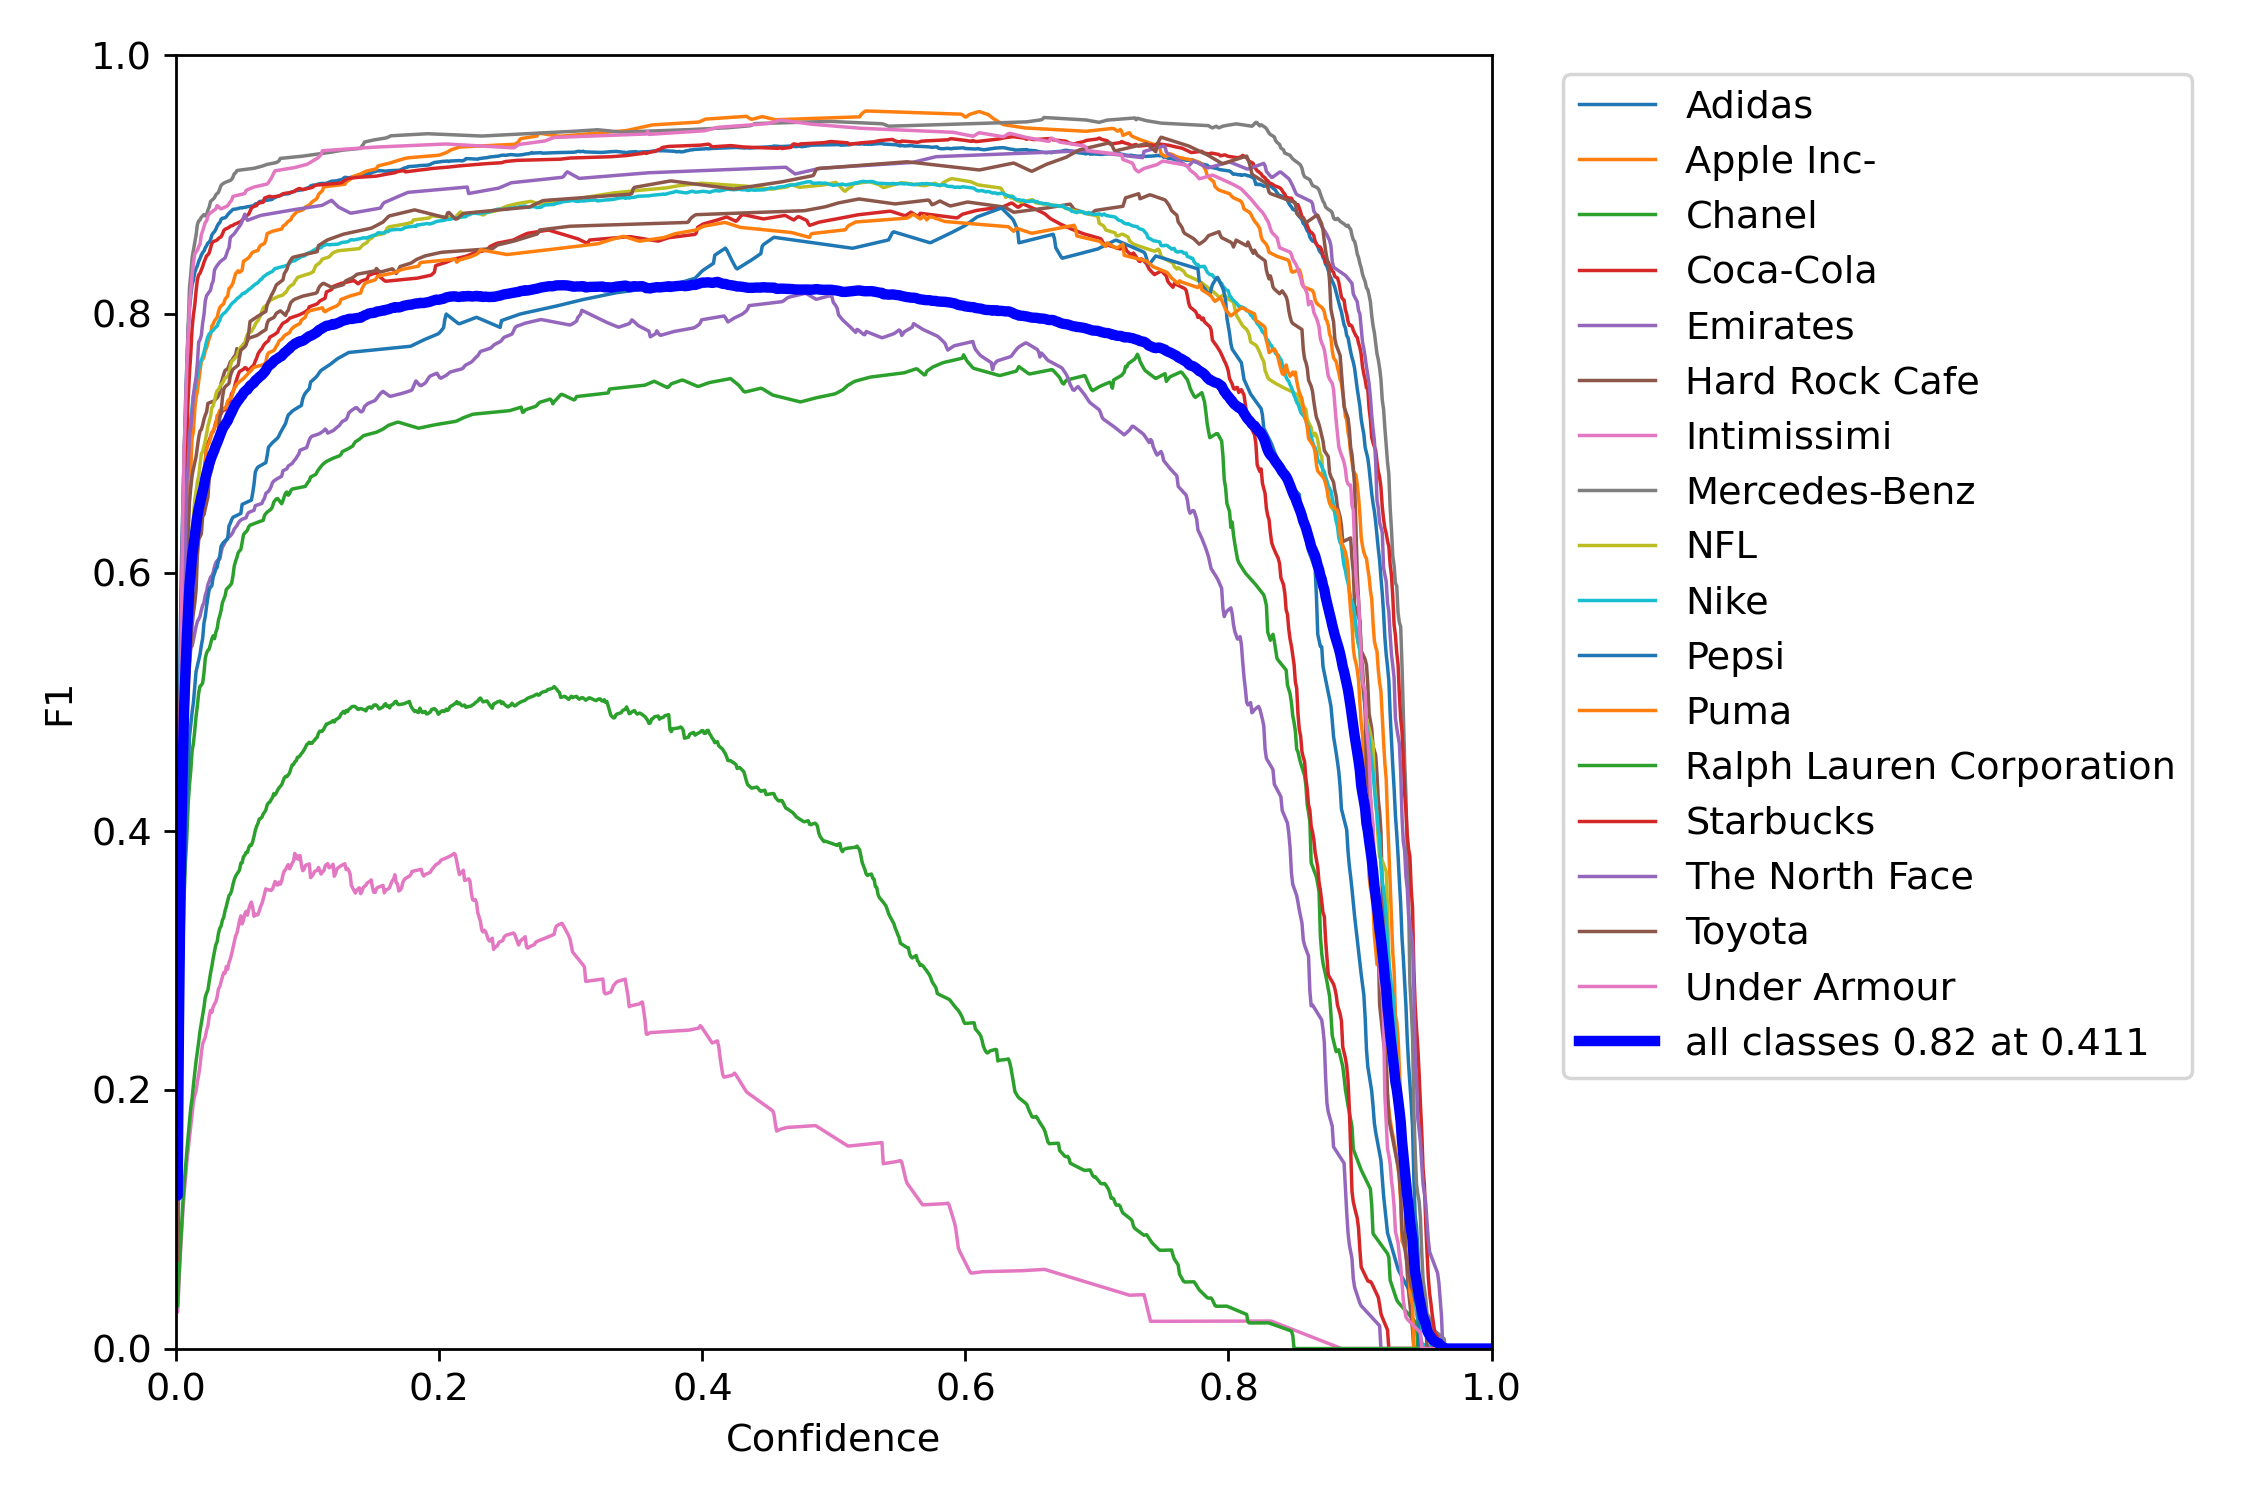 1.0
0.8
0.6
0.4
0.2
0.0
F1
0.0 0.2 0.4 0.6 0.8 1.0
Confidence
Adidas
Apple Inc-
Chanel
Coca-Cola
Emirates
Hard Rock Cafe
Intimissimi
Mercedes-Benz
NFL
Nike
Pepsi
Puma
Ralph Lauren Corporation
Starbucks
The North Face
Toyota
Under Armour
all classes 0.82 at 0.411